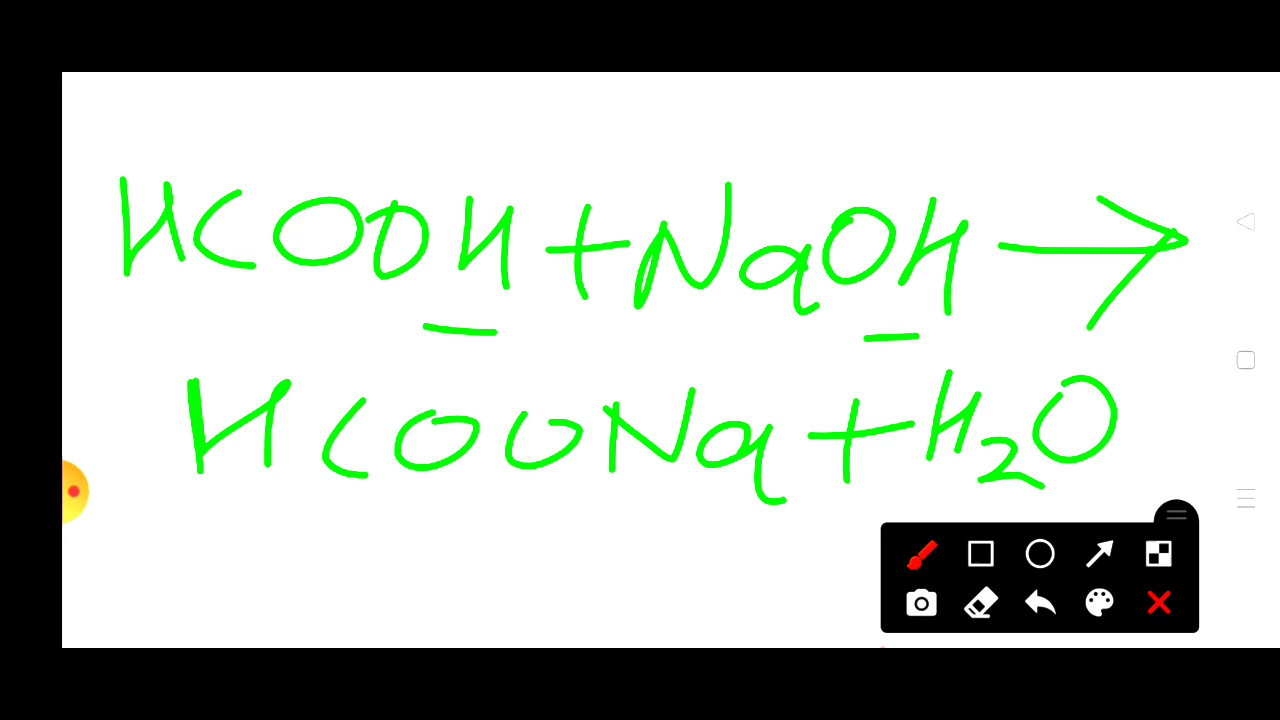 HCOOH + NaOH →
HCOONa + H₂O